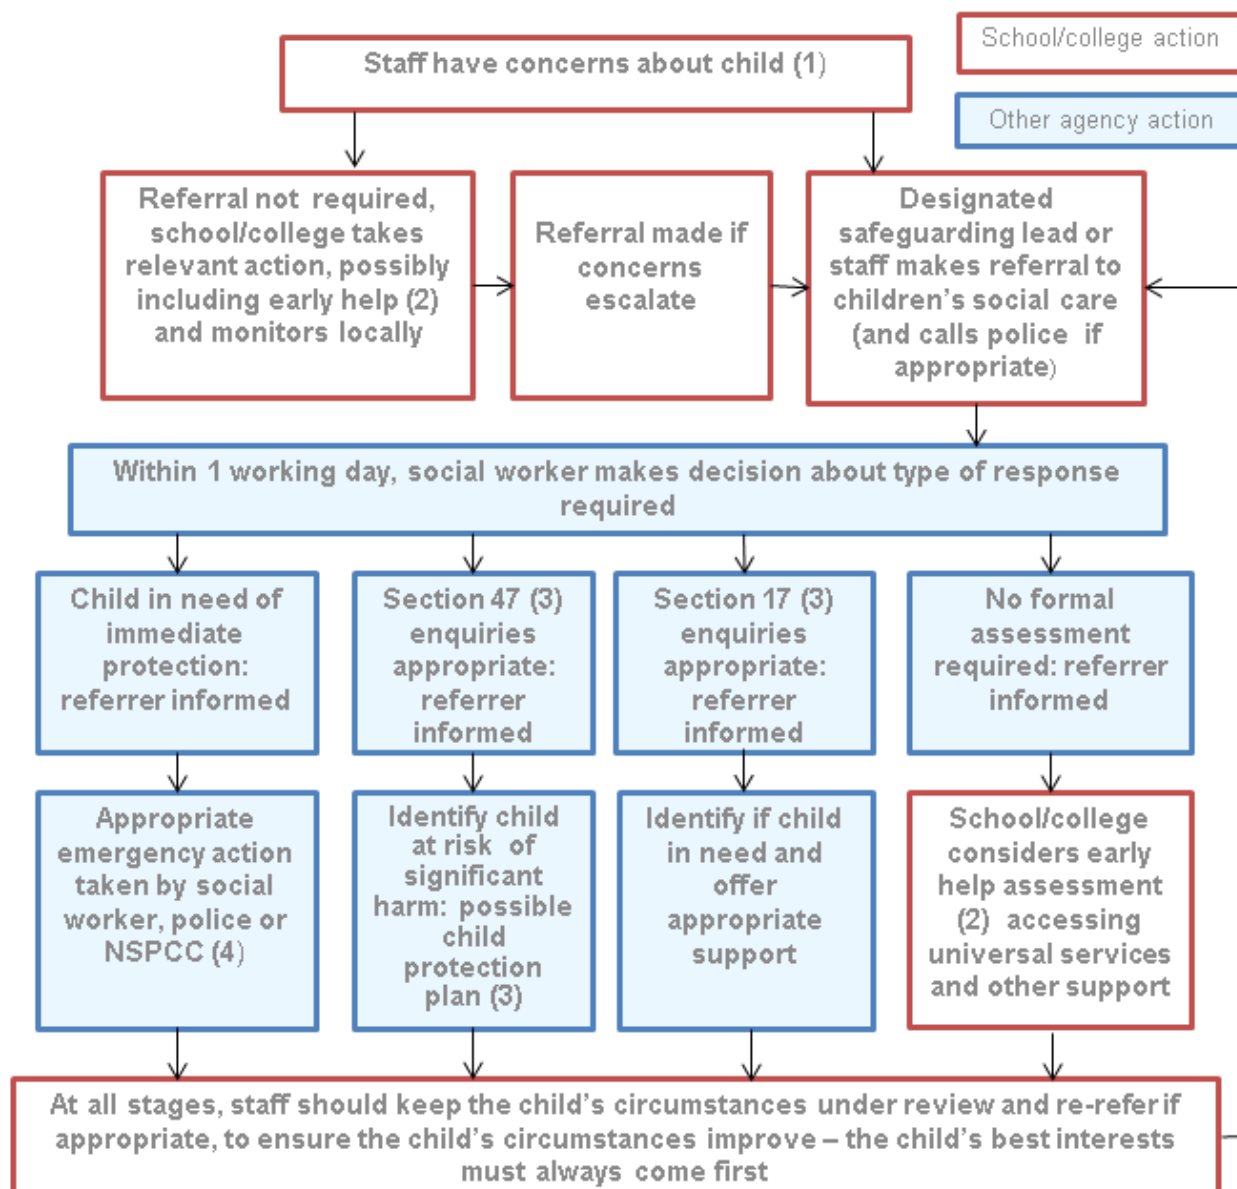 School/college action
Staff have concerns about child (1)
Other agency action
Referral not required,
school/college takes
relevant action, possibly
including early help (2)
and monitors locally
Referral made if
concerns
escalate
Designated
safeguarding lead or
staff makes referral to
children's social care
(and calls police if
appropriate)
Within 1 working day, social worker makes decision about type of response
required
Child in need of
immediate
protection:
referrer informed
Section 47 (3)
enquiries
appropriate:
referrer
informed
Section 17 (3)
enquiries
appropriate:
referrer
informed
No formal
assessment
required: referrer
informed
Appropriate
emergency action
taken by social
worker, police or
NSPCC (4)
Identify child
at risk of
significant
harm: possible
child
protection
plan (3)
Identify if child
in need and
offer
appropriate
support
School/college
considers early
help assessment
(2) accessing
universal services
and other support
At all stages, staff should keep the child's circumstances under review and re-refer if
appropriate, to ensure the child's circumstances improve – the child's best interests
must always come first